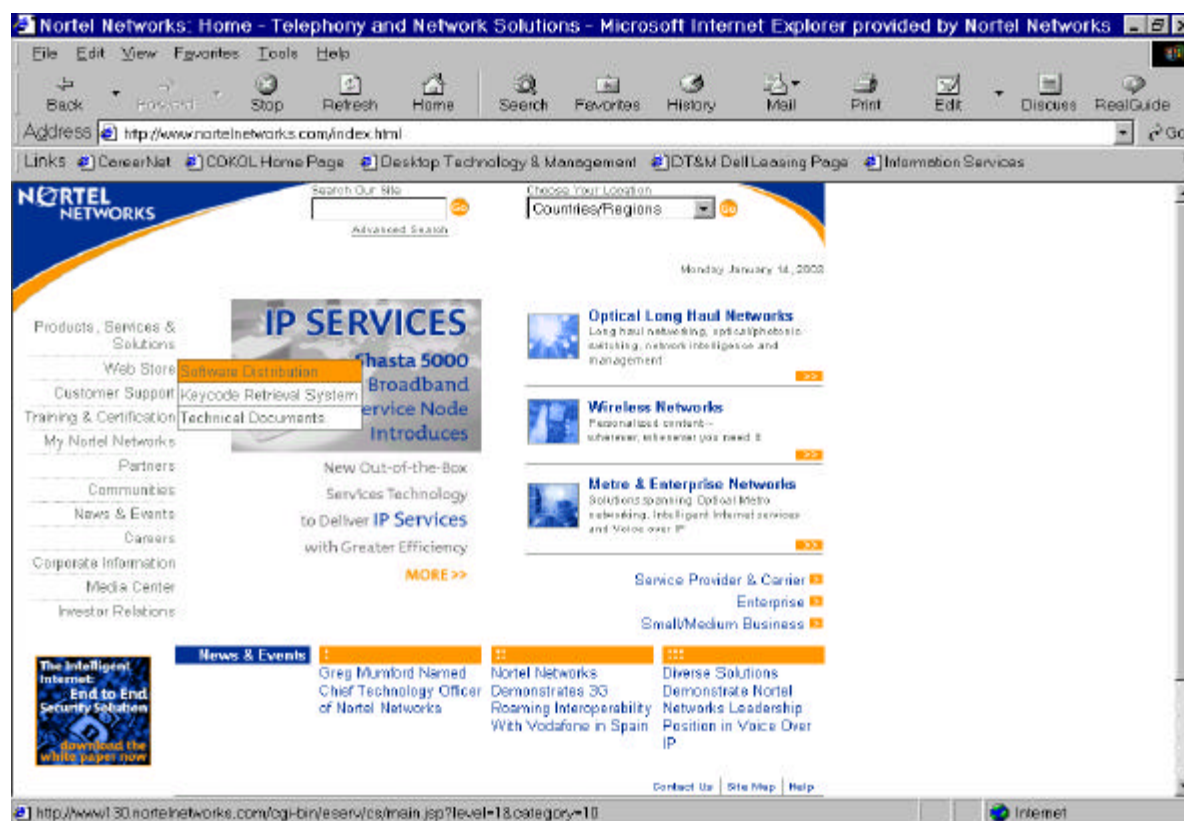 Nortel Networks: Home - Telephony and Network Solutions - Microsoft Internet Explorer provided by Nortel Networks
File Edit View Favorites Tools Help
Back Forward Stop Refresh Home Search Favorites History Mail Print Edit Discuss RealGuide
Address http://www.nortelnetworks.com/index.html Go
Links CareerNet COKOL Home Page Desktop Technology & Management DT&M Dell Leasing Page Information Services
NORTEL
NETWORKS
Search Our Site
Go
Advanced Search
Choose Your Location
Countries/Regions
Go
Monday January 14, 2002
Products, Services &
Solutions
Web Store
Customer Support
Training & Certification
My Nortel Networks
Partners
Communities
News & Events
Careers
Corporate Information
Media Center
Investor Relations
Software Distribution
Keycode Retrieval System
Technical Documents
IP SERVICES
Shasta 5000
Broadband
ervice Node
Introduces
New Out-of-the-Box
Services Technology
to Deliver IP Services
with Greater Efficiency
MORE >>
Optical Long Haul Networks
Long haul networking, optical/photonic
switching, network intelligence and
management
>>
Wireless Networks
Personalized content--
wherever, whenever you need it
>>
Metro & Enterprise Networks
Solutions spanning Optical Metro
networking, Intelligent Internet services
and Voice over IP
>>
Service Provider & Carrier
Enterprise
Small/Medium Business
The Intelligent
Internet:
End to End
Security Solution
download the
white paper now
News & Events
Greg Mumford Named
Chief Technology Officer
of Nortel Networks
Nortel Networks
Demonstrates 3G
Roaming Interoperability
With Vodafone in Spain
Diverse Solutions
Demonstrate Nortel
Networks Leadership
Position in Voice Over
IP
Contact Us | Site Map | Help
http://www130.nortelnetworks.com/cgi-bin/eserv/cs/main.jsp?level=1&category=10 Internet